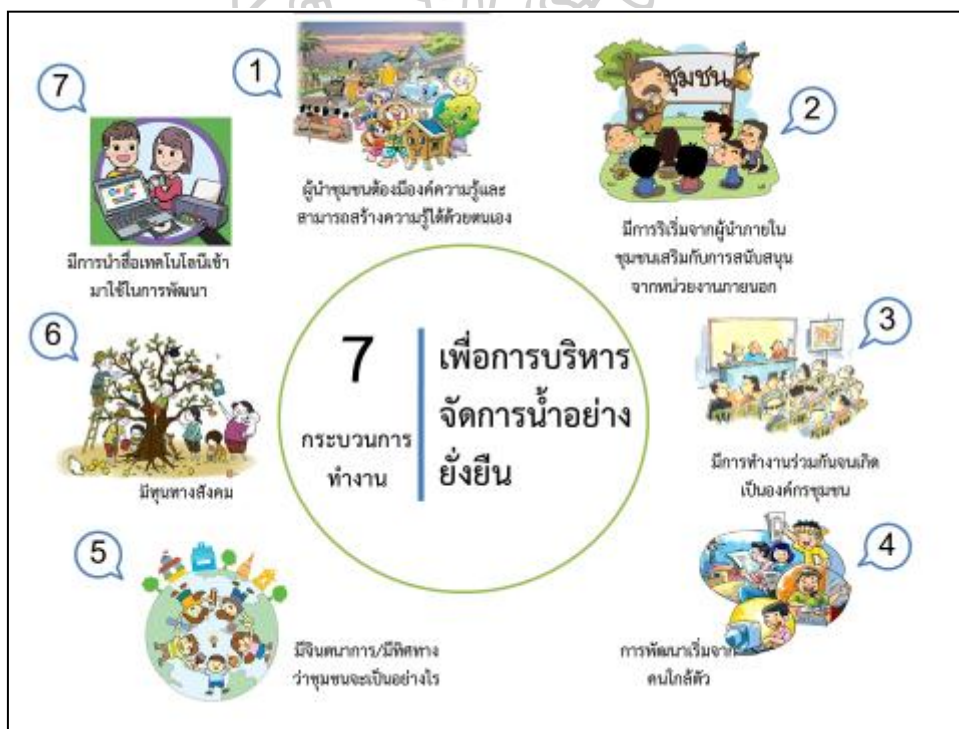 7
กระบวนการ
ทำงาน
เพื่อการบริหาร
จัดการน้ำอย่าง
ยั่งยืน
1
ผู้นำชุมชนต้องมีองค์ความรู้และ
สามารถสร้างความรู้ได้ด้วยตนเอง
2
ชุมชน
มีการริเริ่มจากผู้นำภายใน
ชุมชนเสริมกับการสนับสนุน
จากหน่วยงานภายนอก
3
มีการทำงานร่วมกันจนเกิด
เป็นองค์กรชุมชน
4
การพัฒนาเริ่มจาก
คนใกล้ตัว
5
มีจินตนาการ/มีทิศทาง
ว่าชุมชนจะเป็นอย่างไร
6
มีทุนทางสังคม
7
มีการนำสื่อเทคโนโลยีเข้า
มาใช้ในการพัฒนา